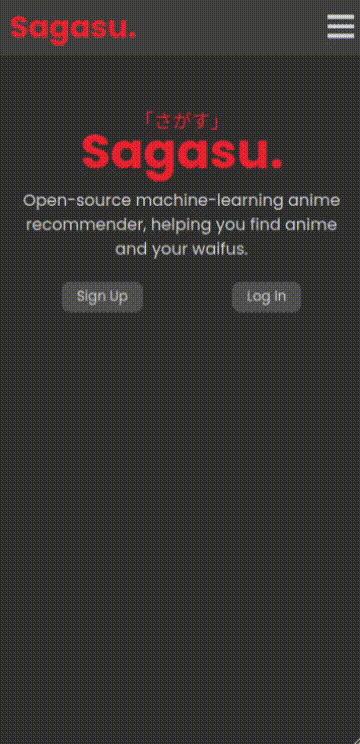 Sagasu.
「さがす」
Sagasu.
Open-source machine-learning anime
recommender, helping you find anime
and your waifus.
Sign Up
Log In